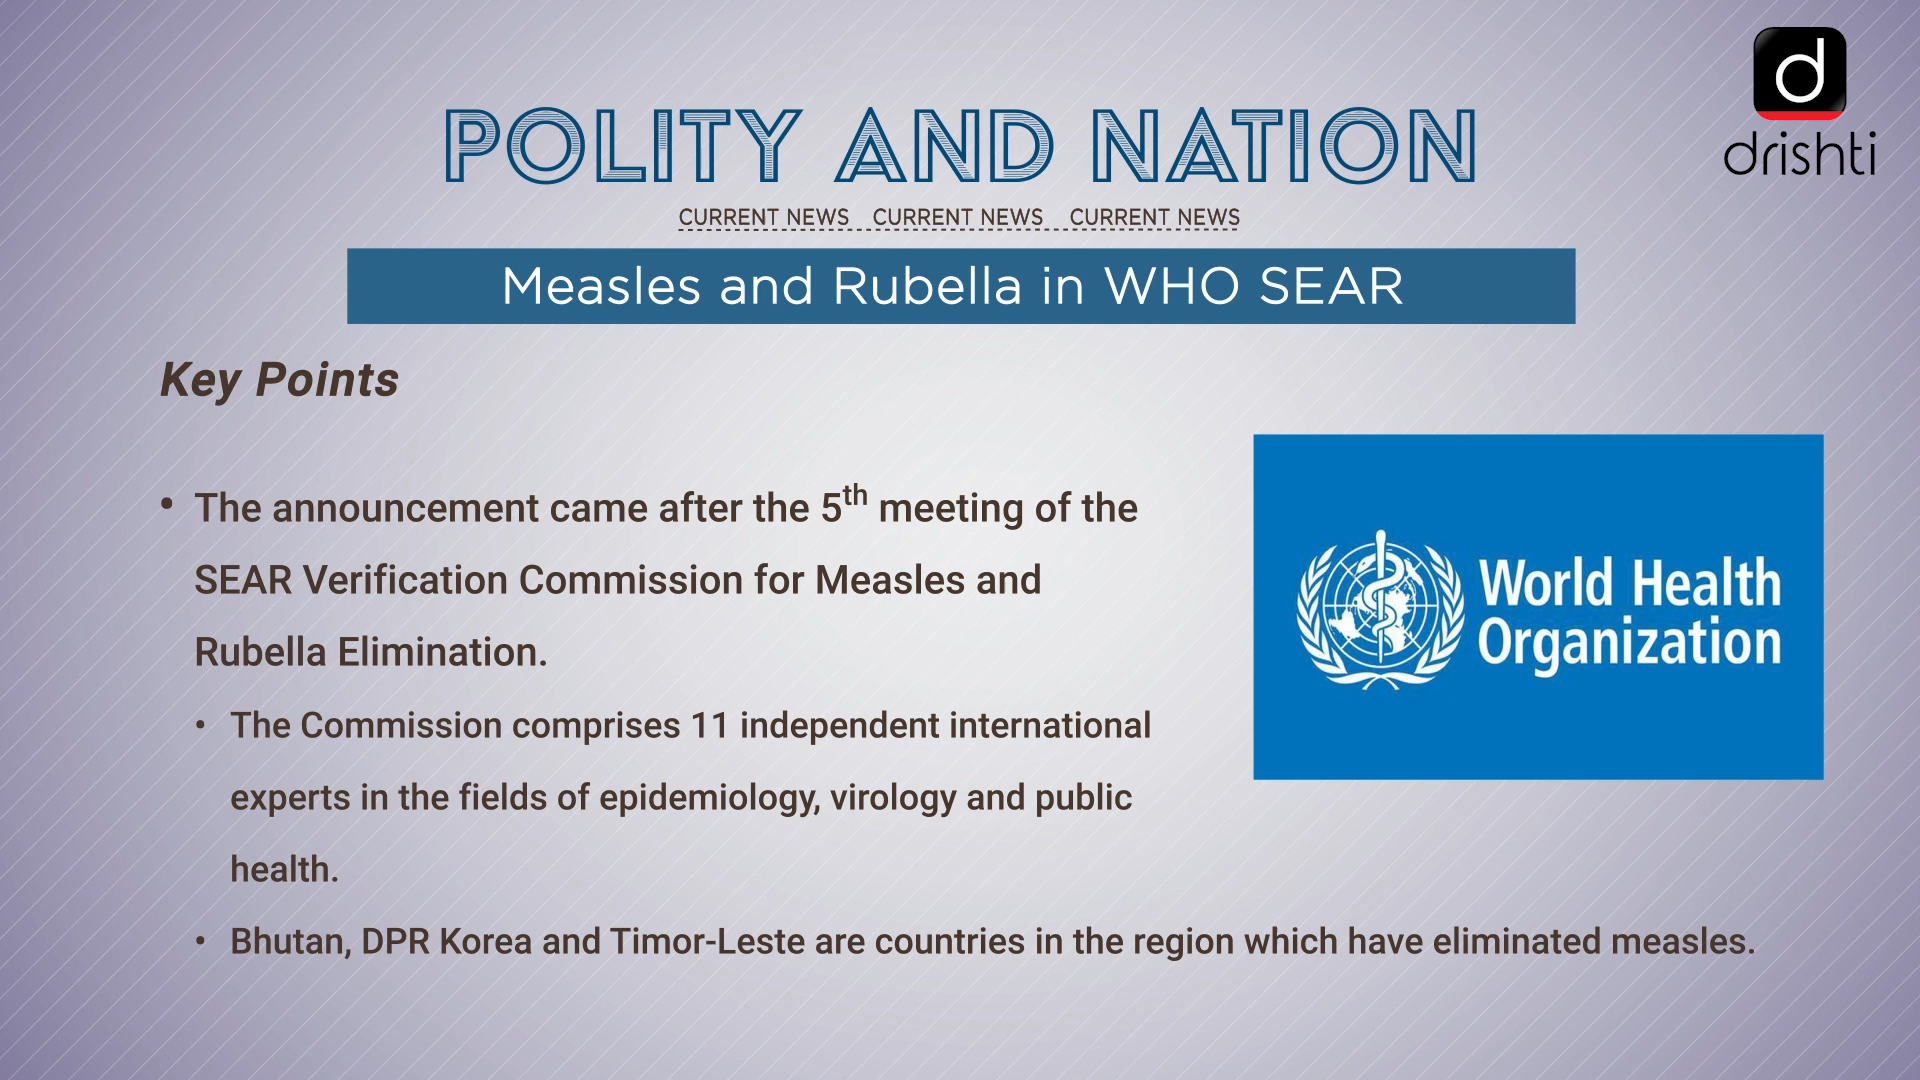 d
drishti
POLITY AND NATION
CURRENT NEWS CURRENT NEWS CURRENT NEWS
Measles and Rubella in WHO SEAR
Key Points
• The announcement came after the 5th meeting of the
SEAR Verification Commission for Measles and
Rubella Elimination.
• The Commission comprises 11 independent international
experts in the fields of epidemiology, virology and public
health.
• Bhutan, DPR Korea and Timor-Leste are countries in the region which have eliminated measles.
World Health
Organization